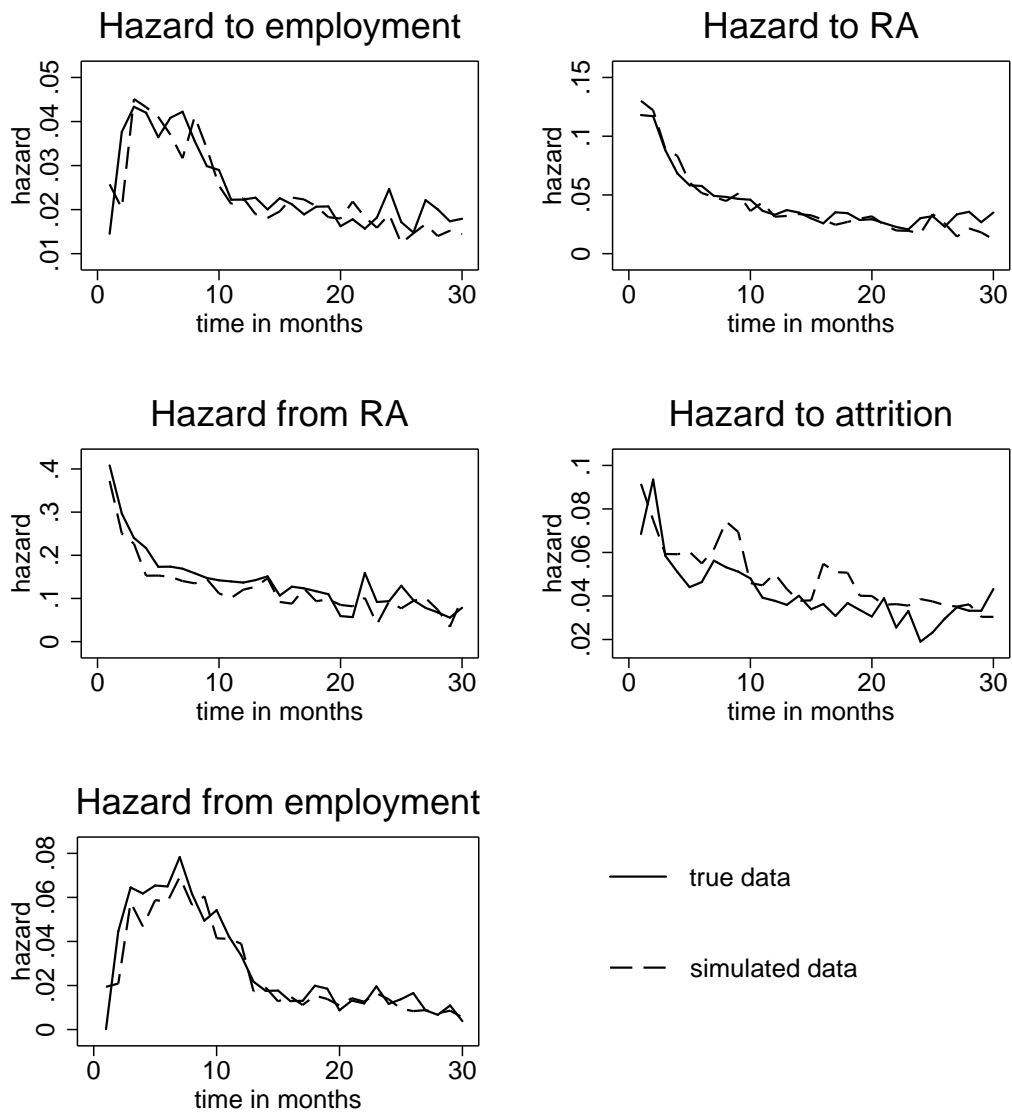 Hazard to employment
hazard
.01 .02 .03 .04 .05
0 10 20 30
time in months
Hazard to RA
hazard
0 .05 .1 .15
0 10 20 30
time in months
Hazard from RA
hazard
0 .1 .2 .3 .4
0 10 20 30
time in months
Hazard to attrition
hazard
.02 .04 .06 .08 .1
0 10 20 30
time in months
Hazard from employment
hazard
0 .02 .04 .06 .08
0 10 20 30
time in months
true data
simulated data